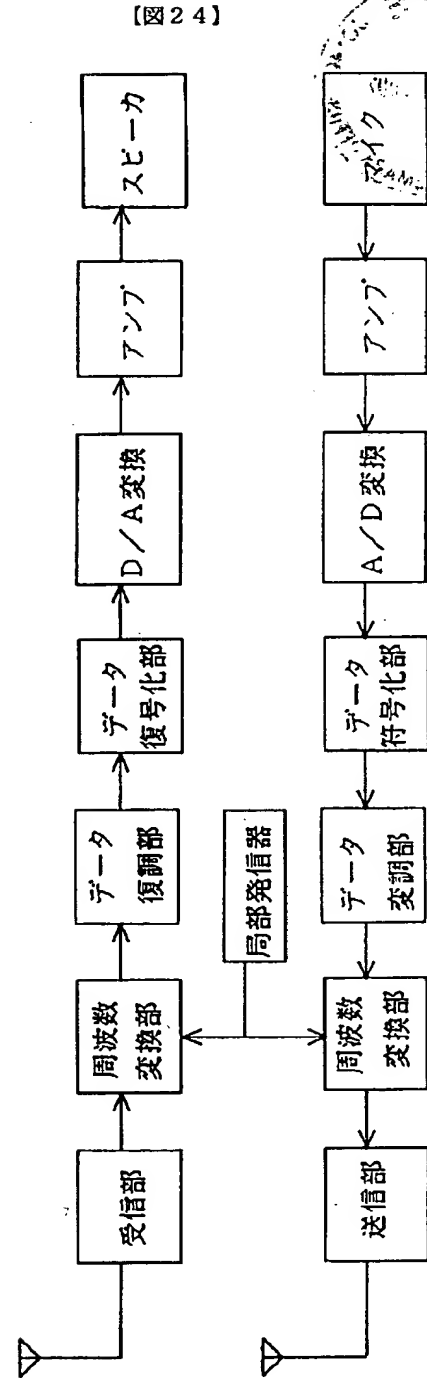 【図24】
受信部
周波数
変換部
データ
復調部
データ
復号化部
D/A変換
アンプ
スピーカ
局部発信器
送信部
周波数
変換部
データ
変調部
データ
符号化部
A/D変換
アンプ
マイク